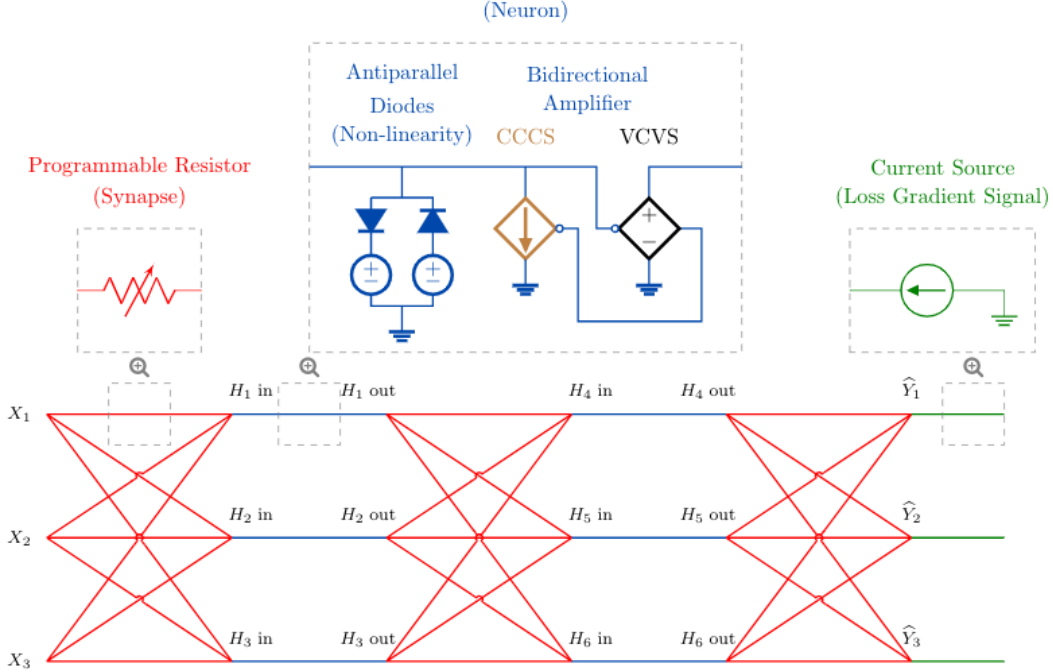 (Neuron)
Antiparallel
Diodes
(Non-linearity)
Bidirectional
Amplifier
CCCS
VCVS
Programmable Resistor
(Synapse)
Current Source
(Loss Gradient Signal)
+
−
+
−
+
−
X₁
H₁ in
H₁ out
H₄ in
H₄ out
Ŷ₁
X₂
H₂ in
H₂ out
H₅ in
H₅ out
Ŷ₂
X₃
H₃ in
H₃ out
H₆ in
H₆ out
Ŷ₃